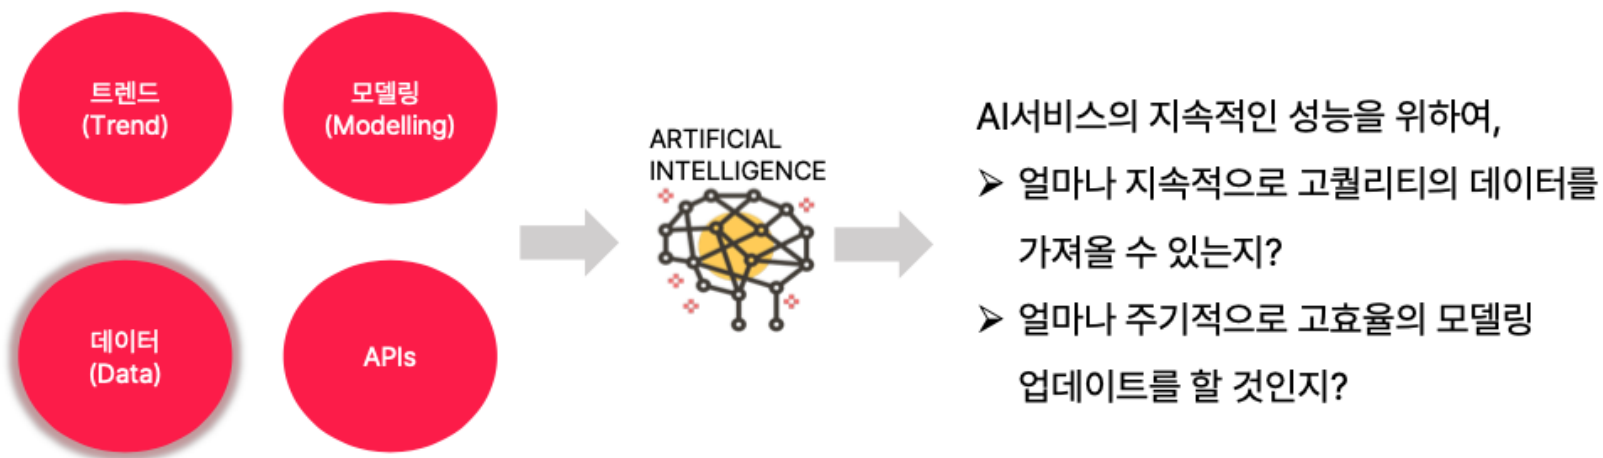 트렌드
(Trend)
모델링
(Modelling)
데이터
(Data)
APIs
ARTIFICIAL
INTELLIGENCE
AI서비스의 지속적인 성능을 위하여,
➢ 얼마나 지속적으로 고퀄리티의 데이터를
가져올 수 있는지?
➢ 얼마나 주기적으로 고효율의 모델링
업데이트를 할 것인지?